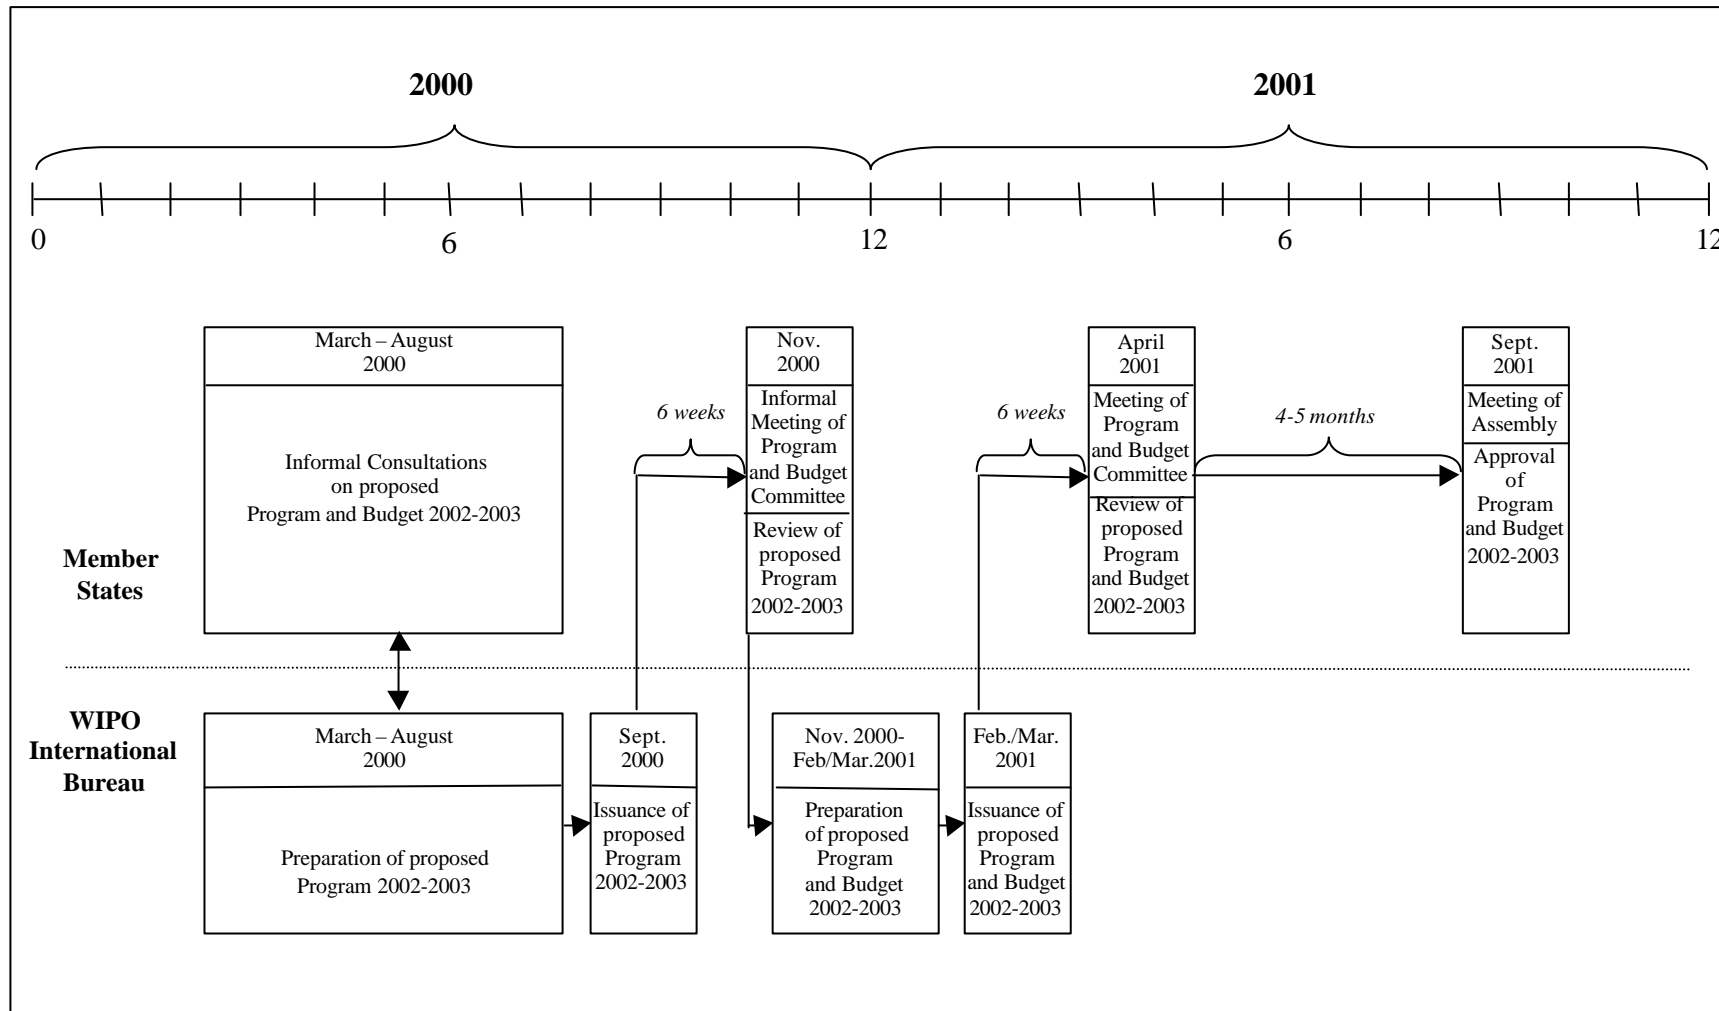 2000
2001
0
6
12
6
12
March – August
2000
Informal Consultations
on proposed
Program and Budget 2002-2003
6 weeks
Nov.
2000
Informal
Meeting of
Program
and Budget
Committee
Review of
proposed
Program
2002-2003
6 weeks
April
2001
Meeting of
Program
and Budget
Committee
Review of
proposed
Program
and Budget
2002-2003
4-5 months
Sept.
2001
Meeting of
Assembly
Approval
of
Program
and Budget
2002-2003
Member
States
WIPO
International
Bureau
March – August
2000
Preparation of proposed
Program 2002-2003
Sept.
2000
Issuance of
proposed
Program
2002-2003
Nov. 2000-
Feb/Mar.2001
Preparation
of proposed
Program
and Budget
2002-2003
Feb./Mar.
2001
Issuance of
proposed
Program
and Budget
2002-2003